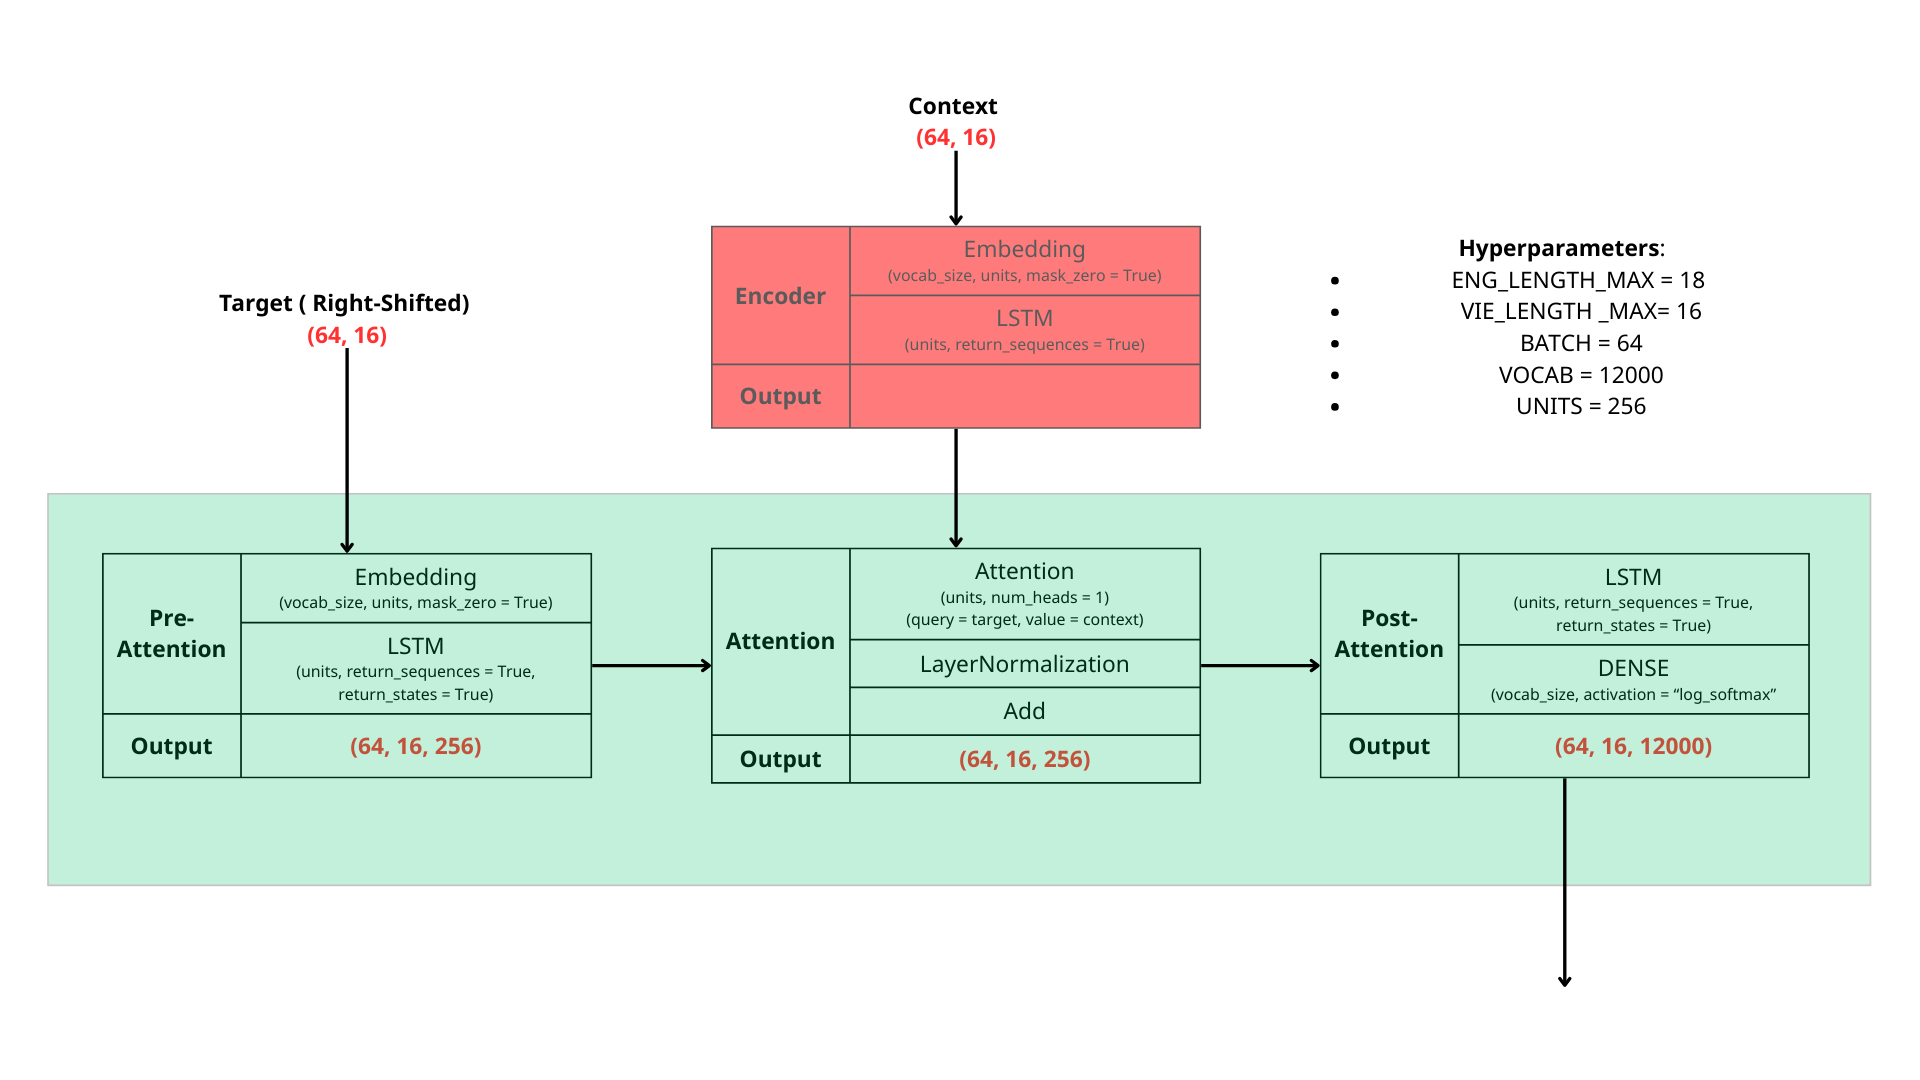 Context
(64, 16)
Target ( Right-Shifted)
(64, 16)
Encoder
Embedding
(vocab_size, units, mask_zero = True)
LSTM
(units, return_sequences = True)
Output
Hyperparameters:
• ENG_LENGTH_MAX = 18
• VIE_LENGTH _MAX= 16
• BATCH = 64
• VOCAB = 12000
• UNITS = 256
Pre-
Attention
Embedding
(vocab_size, units, mask_zero = True)
LSTM
(units, return_sequences = True,
return_states = True)
Output
(64, 16, 256)
Attention
Attention
(units, num_heads = 1)
(query = target, value = context)
LayerNormalization
Add
Output
(64, 16, 256)
Post-
Attention
LSTM
(units, return_sequences = True,
return_states = True)
DENSE
(vocab_size, activation = “log_softmax”
Output
(64, 16, 12000)